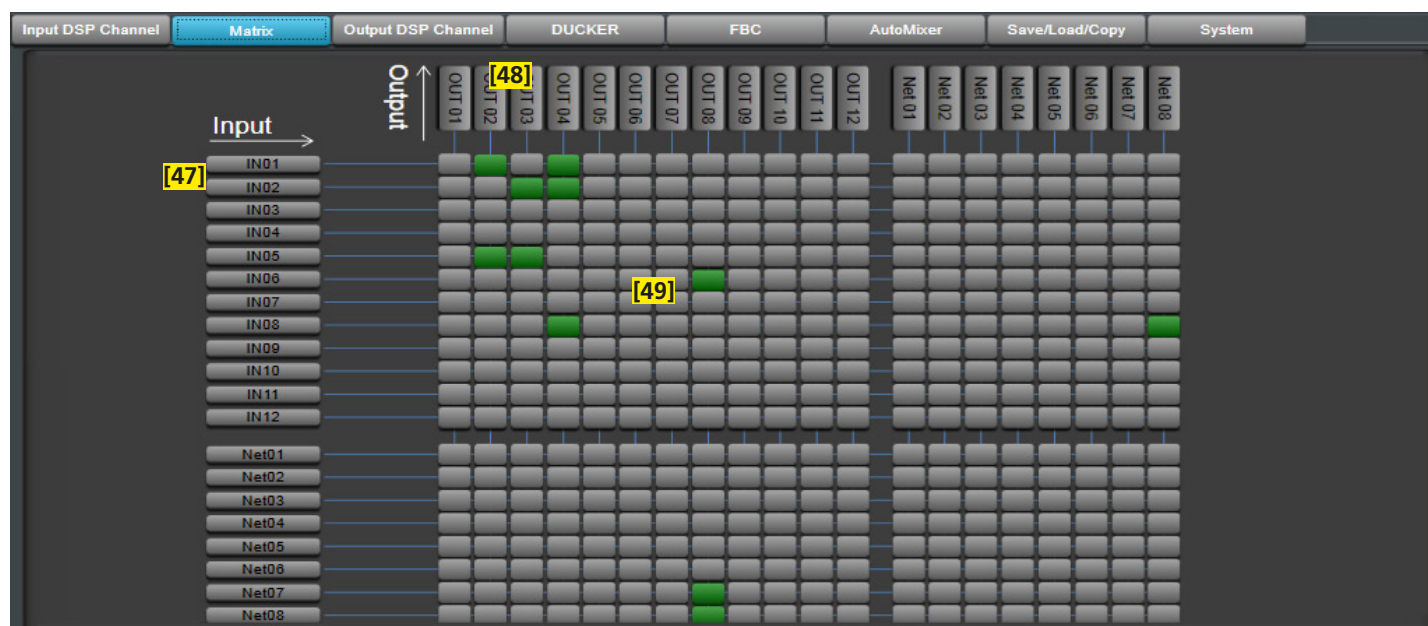 Input DSP Channel
Matrix
Output DSP Channel
DUCKER
FBC
AutoMixer
Save/Load/Copy
System
Output
[48]
OUT 01
OUT 02
OUT 03
OUT 04
OUT 05
OUT 06
OUT 07
OUT 08
OUT 09
OUT 10
OUT 11
OUT 12
Net 01
Net 02
Net 03
Net 04
Net 05
Net 06
Net 07
Net 08
Input
[47]
IN01
IN02
IN03
IN04
IN05
IN06
[49]
IN07
IN08
IN09
IN10
IN11
IN12
Net01
Net02
Net03
Net04
Net05
Net06
Net07
Net08